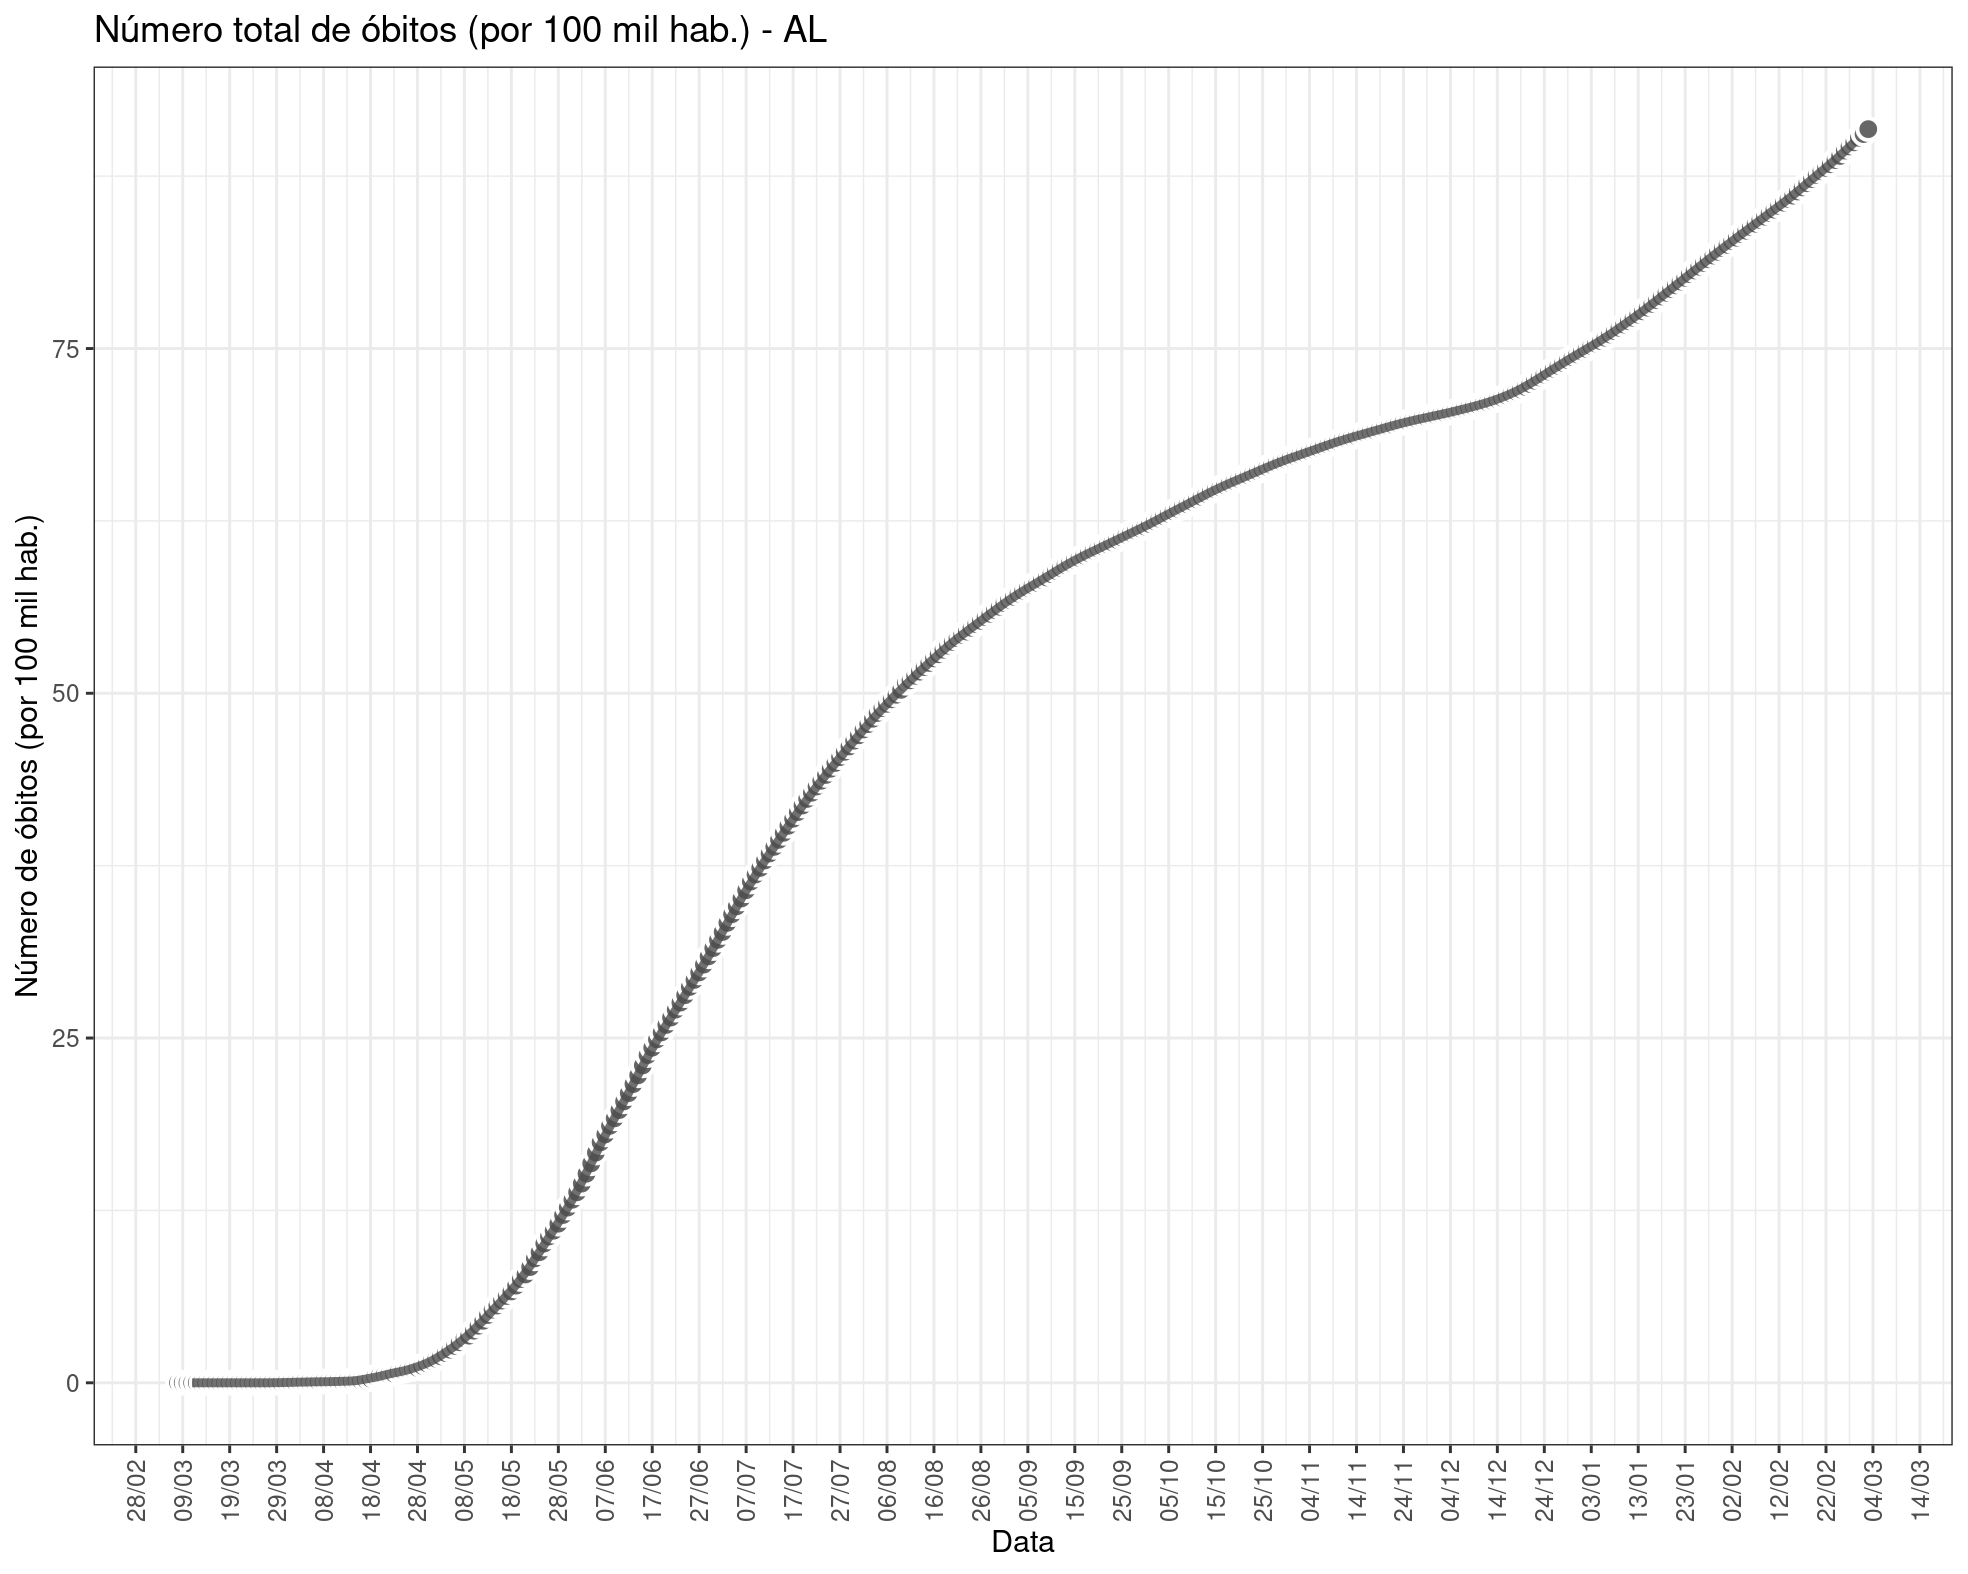 Número total de óbitos (por 100 mil hab.) - AL
Número de óbitos (por 100 mil hab.)
75
50
25
0
28/02 09/03 19/03 29/03 08/04 18/04 28/04 08/05 18/05 28/05 07/06 17/06 27/06 07/07 17/07 27/07 06/08 16/08 26/08 05/09 15/09 25/09 05/10 15/10 25/10 04/11 14/11 24/11 04/12 14/12 24/12 03/01 13/01 23/01 02/02 12/02 22/02 04/03 14/03
Data